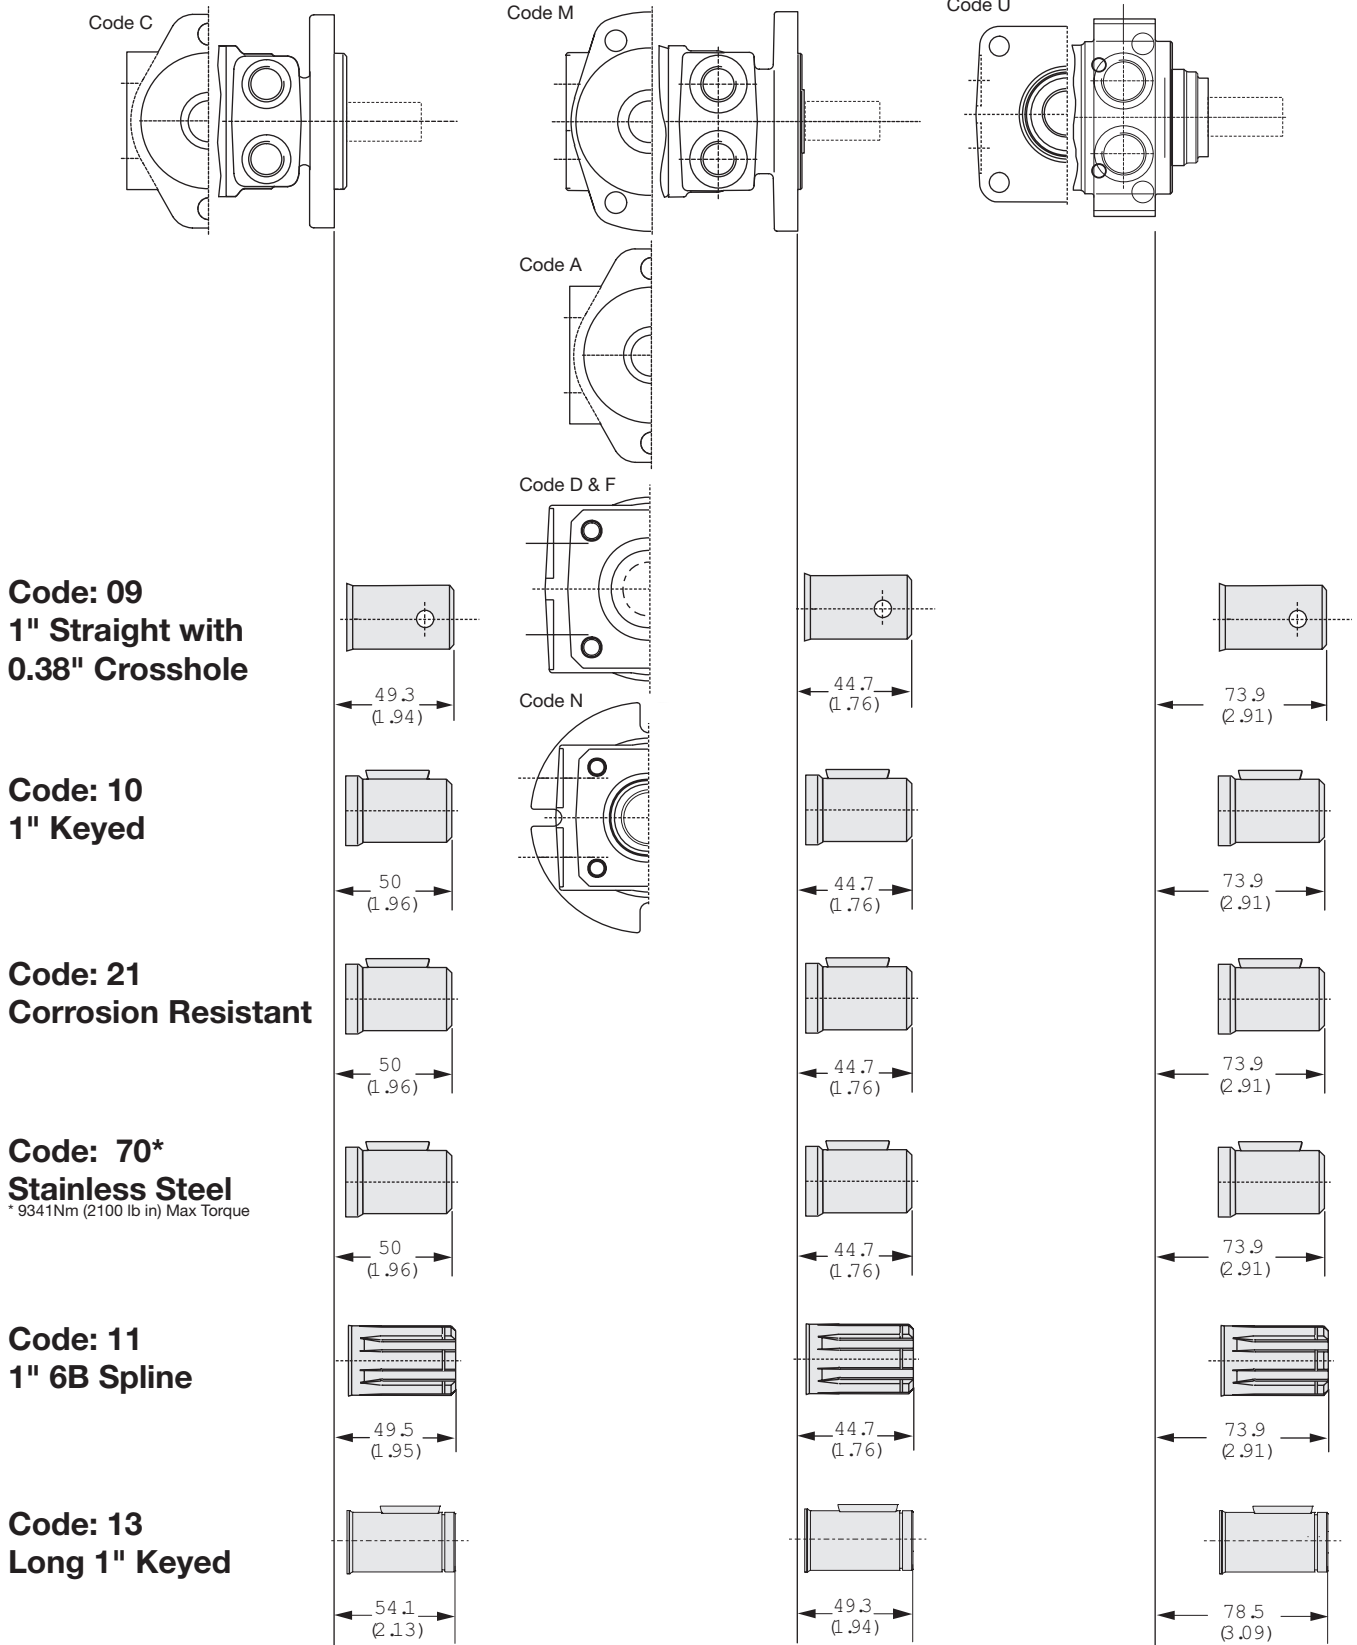 Code C
Code M
Code U
Code A
Code D & F
Code: 09
1" Straight with
0.38" Crosshole
49.3
(1.94)
44.7
(1.76)
73.9
(2.91)
Code N
Code: 10
1" Keyed
50
(1.96)
44.7
(1.76)
73.9
(2.91)
Code: 21
Corrosion Resistant
50
(1.96)
44.7
(1.76)
73.9
(2.91)
Code: 70*
Stainless Steel
* 9341Nm (2100 lb in) Max Torque
50
(1.96)
44.7
(1.76)
73.9
(2.91)
Code: 11
1" 6B Spline
49.5
(1.95)
44.7
(1.76)
73.9
(2.91)
Code: 13
Long 1" Keyed
54.1
(2.13)
49.3
(1.94)
78.5
(3.09)